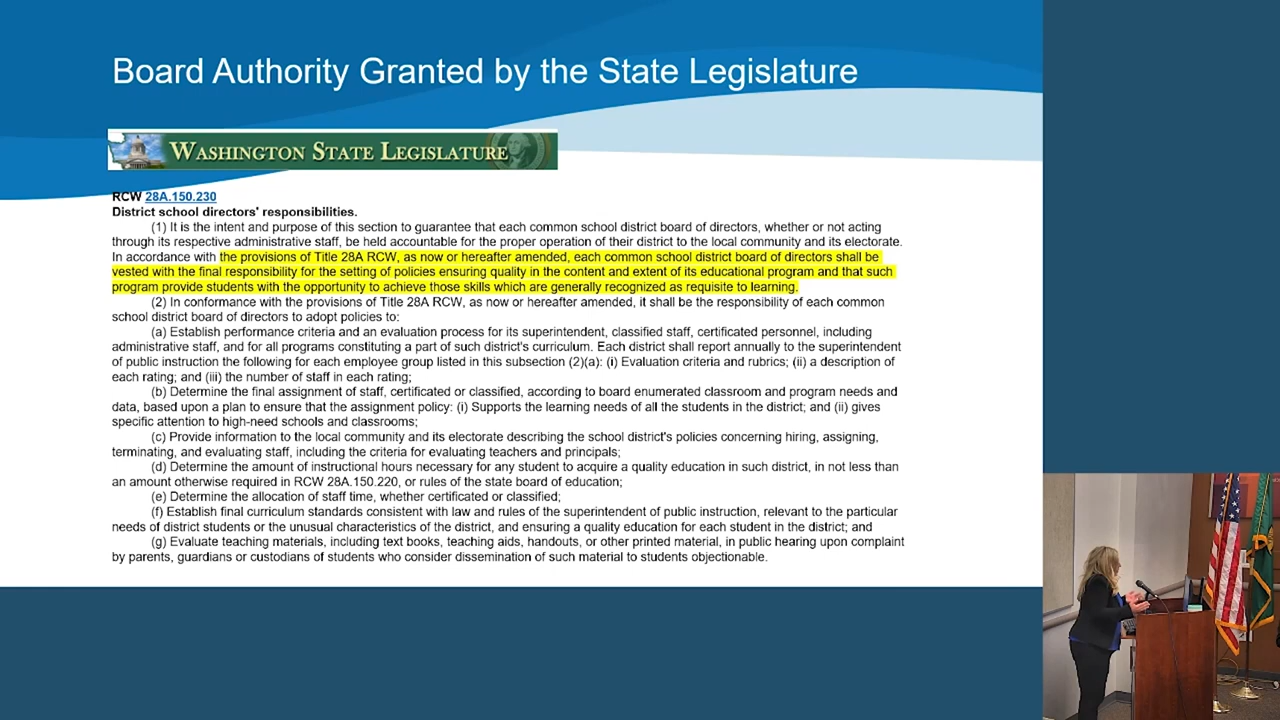 Board Authority Granted by the State Legislature
WASHINGTON STATE LEGISLATURE
RCW 28A.150.230
District school directors' responsibilities.
(1) It is the intent and purpose of this section to guarantee that each common school district board of directors, whether or not acting
through its respective administrative staff, be held accountable for the proper operation of their district to the local community and its electorate.
In accordance with the provisions of Title 28A RCW, as now or hereafter amended, each common school district board of directors shall be
vested with the final responsibility for the setting of policies ensuring quality in the content and extent of its educational program and that such
program provide students with the opportunity to achieve those skills which are generally recognized as requisite to learning.
(2) In conformance with the provisions of Title 28A RCW, as now or hereafter amended, it shall be the responsibility of each common
school district board of directors to adopt policies to:
(a) Establish performance criteria and an evaluation process for its superintendent, classified staff, certificated personnel, including
administrative staff, and for all programs constituting a part of such district's curriculum. Each district shall report annually to the superintendent
of public instruction the following for each employee group listed in this subsection (2)(a): (i) Evaluation criteria and rubrics; (ii) a description of
each rating; and (iii) the number of staff in each rating;
(b) Determine the final assignment of staff, certificated or classified, according to board enumerated classroom and program needs and
data, based upon a plan to ensure that the assignment policy: (i) Supports the learning needs of all the students in the district; and (ii) gives
specific attention to high-need schools and classrooms;
(c) Provide information to the local community and its electorate describing the school district's policies concerning hiring, assigning,
terminating, and evaluating staff, including the criteria for evaluating teachers and principals;
(d) Determine the amount of instructional hours necessary for any student to acquire a quality education in such district, in not less than
an amount otherwise required in RCW 28A.150.220, or rules of the state board of education;
(e) Determine the allocation of staff time, whether certificated or classified;
(f) Establish final curriculum standards consistent with law and rules of the superintendent of public instruction, relevant to the particular
needs of district students or the unusual characteristics of the district, and ensuring a quality education for each student in the district; and
(g) Evaluate teaching materials, including text books, teaching aids, handouts, or other printed material, in public hearing upon complaint
by parents, guardians or custodians of students who consider dissemination of such material to students objectionable.